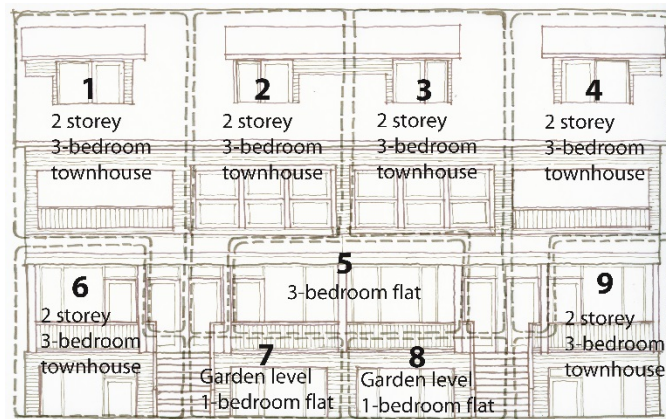 1
2 storey
3-bedroom
townhouse
2
2 storey
3-bedroom
townhouse
3
2 storey
3-bedroom
townhouse
4
2 storey
3-bedroom
townhouse
5
3-bedroom flat
6
2 storey
3-bedroom
townhouse
7
Garden level
1-bedroom flat
8
Garden level
1-bedroom flat
9
2 storey
3-bedroom
townhouse